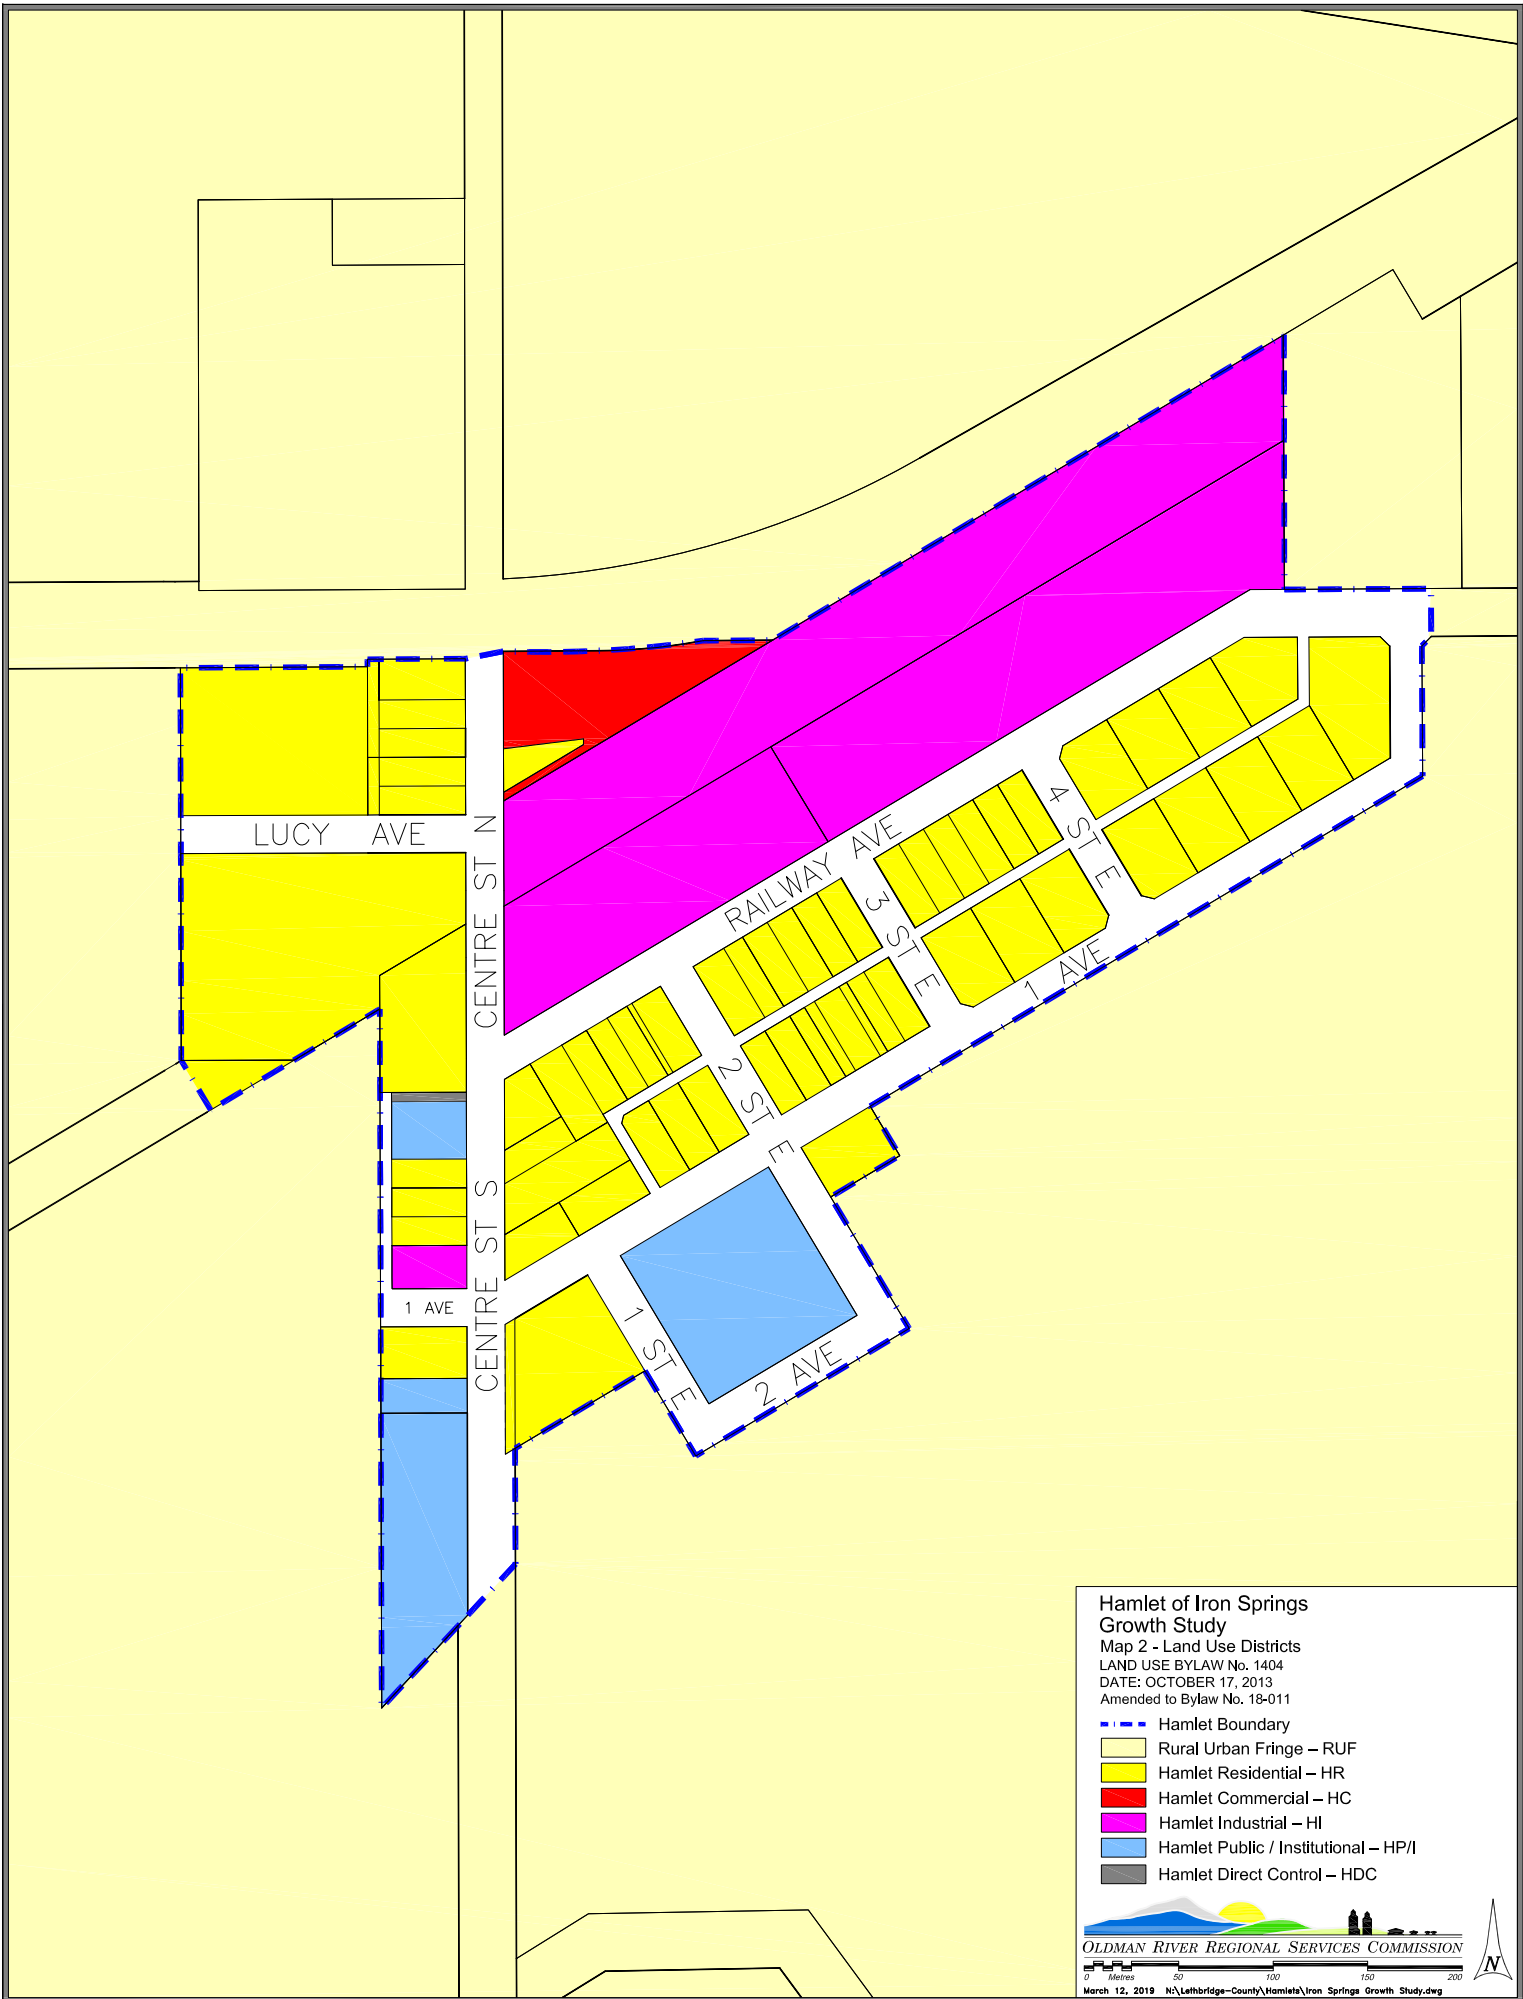 LUCY AVE
CENTRE ST N
RAILWAY AVE
4 ST E
3 ST E
1 AVE
2 ST E
CENTRE ST S
1 AVE
1 ST E
2 AVE
Hamlet of Iron Springs
Growth Study
Map 2 - Land Use Districts
LAND USE BYLAW No. 1404
DATE: OCTOBER 17, 2013
Amended to Bylaw No. 18-011
Hamlet Boundary
Rural Urban Fringe – RUF
Hamlet Residential – HR
Hamlet Commercial – HC
Hamlet Industrial – HI
Hamlet Public / Institutional – HP/I
Hamlet Direct Control – HDC
OLDMAN RIVER REGIONAL SERVICES COMMISSION
0 Metres 50 100 150 200
N
March 12, 2019 N:\Lethbridge-County\Hamlets\Iron Springs Growth Study.dwg